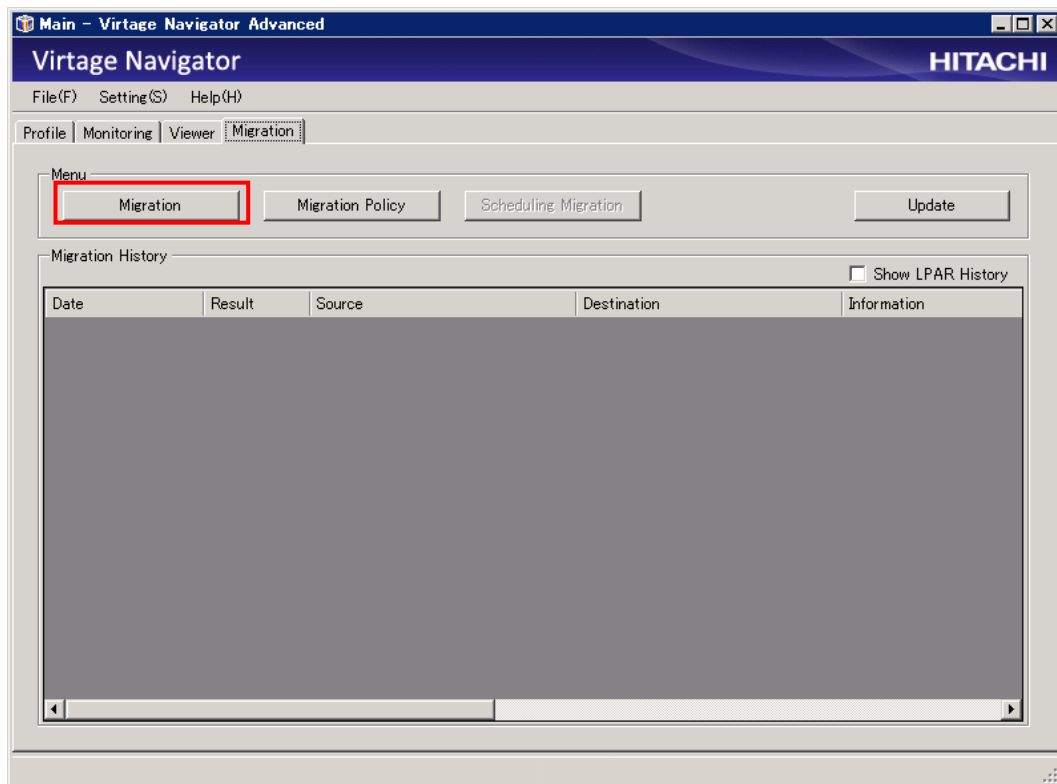 Main - Virtage Navigator Advanced
Virtage Navigator HITACHI
File(F) Setting(S) Help(H)
Profile Monitoring Viewer Migration
Menu
Migration Migration Policy Scheduling Migration Update
Migration History
Show LPAR History
Date Result Source Destination Information